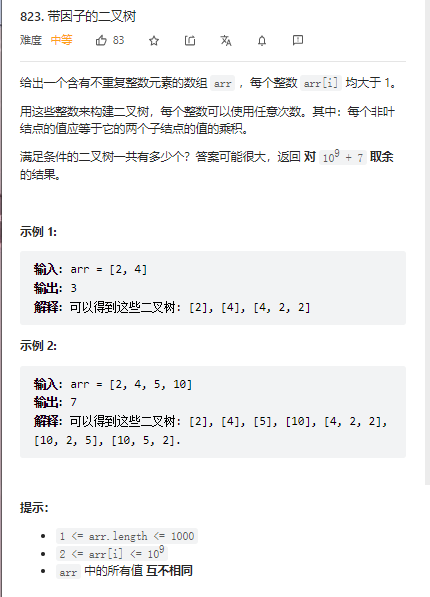 823. 带因子的二叉树
难度 中等 83
给出一个含有不重复整数元素的数组 arr ，每个整数 arr[i] 均大于 1。
用这些整数来构建二叉树，每个整数可以使用任意次数。其中：每个非叶
结点的值应等于它的两个子结点的值的乘积。
满足条件的二叉树一共有多少个？答案可能很大，返回 对 10⁹ + 7 取余
的结果。
示例 1:
输入: arr = [2, 4]
输出: 3
解释: 可以得到这些二叉树: [2], [4], [4, 2, 2]
示例 2:
输入: arr = [2, 4, 5, 10]
输出: 7
解释: 可以得到这些二叉树: [2], [4], [5], [10], [4, 2, 2],
[10, 2, 5], [10, 5, 2].
提示：
1 <= arr.length <= 1000
2 <= arr[i] <= 10⁹
arr 中的所有值 互不相同